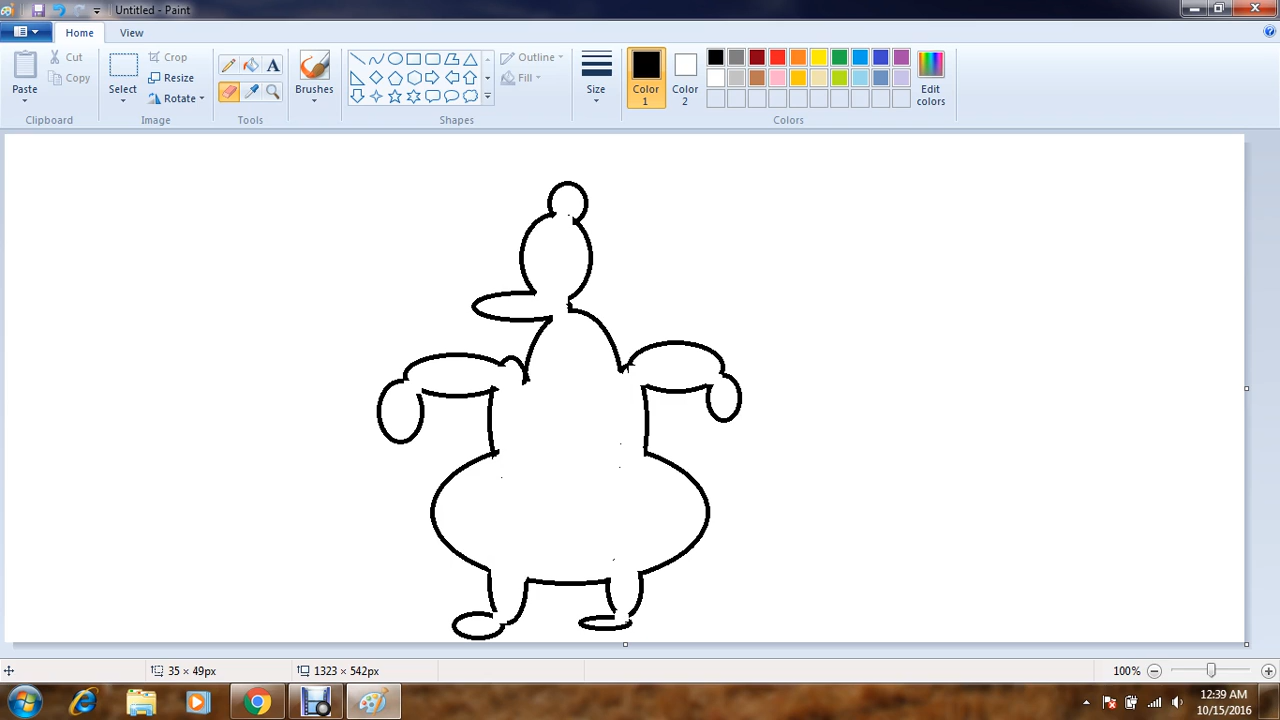 Untitled - Paint
Home View
Paste
Cut
Copy
Clipboard
Select
Crop
Resize
Rotate
Image
A
Tools
Brushes
Outline
Fill
Shapes
Size
Color 1
Color 2
Edit colors
Colors
35 × 49px
1323 × 542px
100%
12:39 AM
10/15/2016